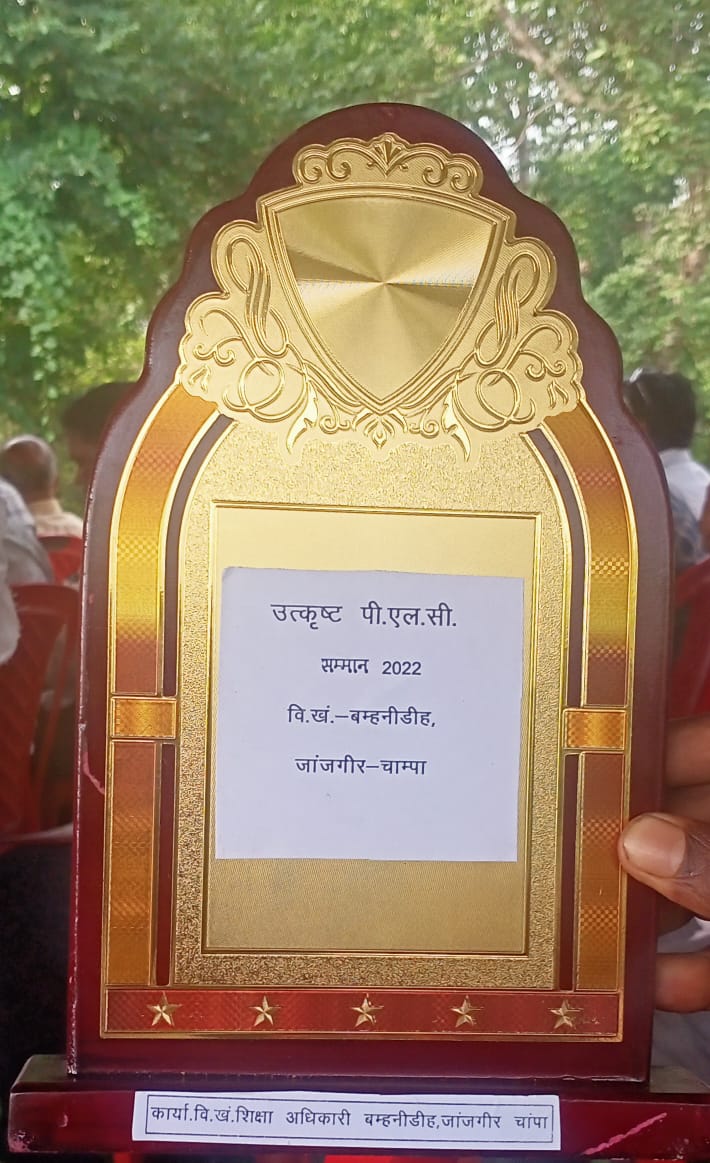 उत्कृष्ट पी.एल.सी.
सम्मान 2022
वि.खं.–बम्हनीडीह,
जांजगीर–चाम्पा
कार्या.वि.खं.शिक्षा अधिकारी बम्हनीडीह,जांजगीर चांपा